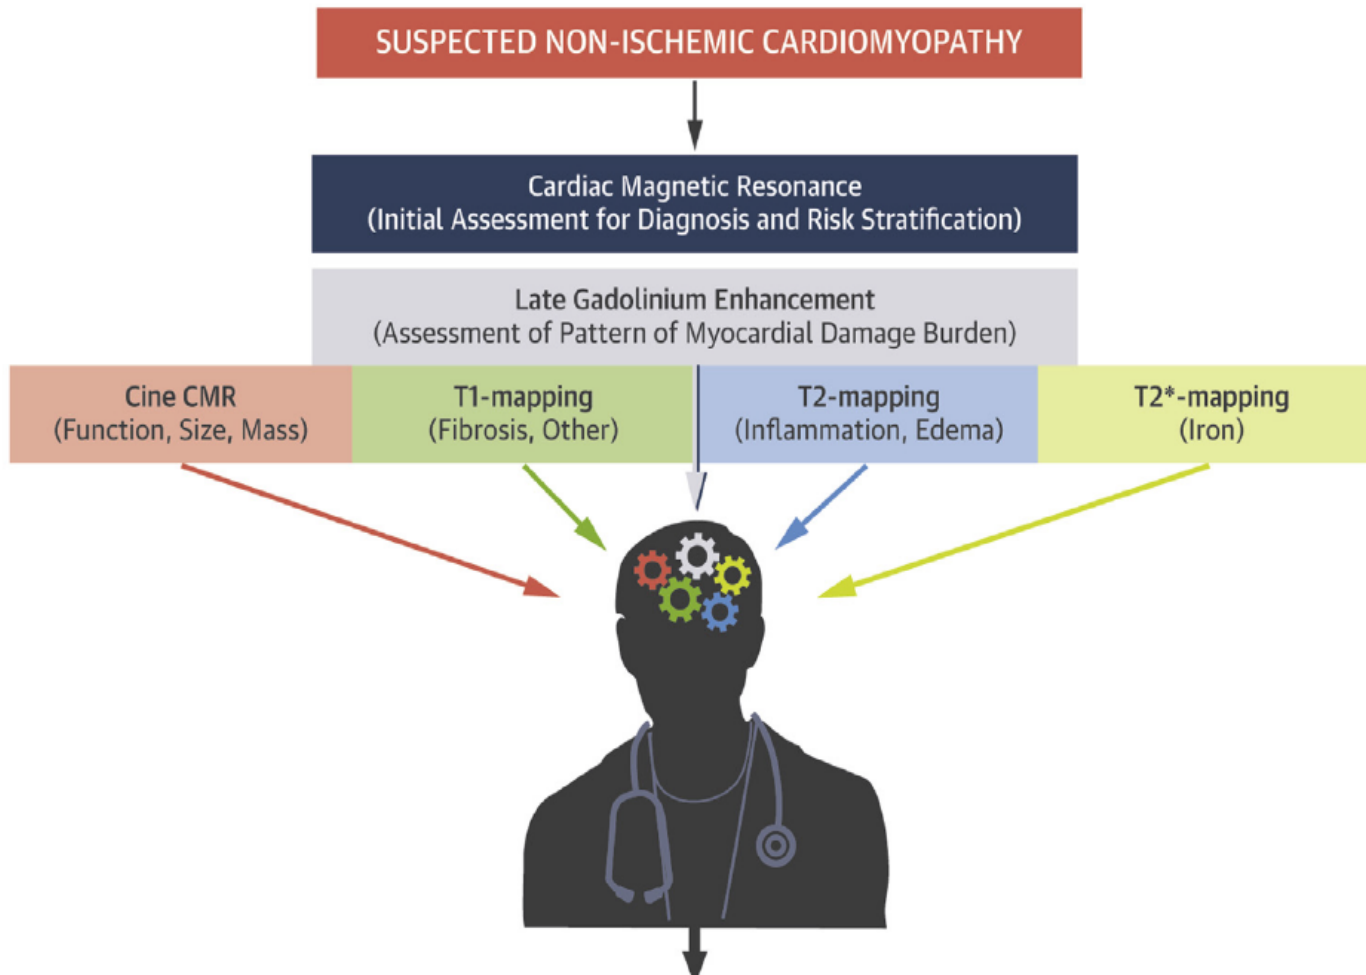 SUSPECTED NON-ISCHEMIC CARDIOMYOPATHY
Cardiac Magnetic Resonance
(Initial Assessment for Diagnosis and Risk Stratification)
Late Gadolinium Enhancement
(Assessment of Pattern of Myocardial Damage Burden)
Cine CMR
(Function, Size, Mass)
T1-mapping
(Fibrosis, Other)
T2-mapping
(Inflammation, Edema)
T2*-mapping
(Iron)